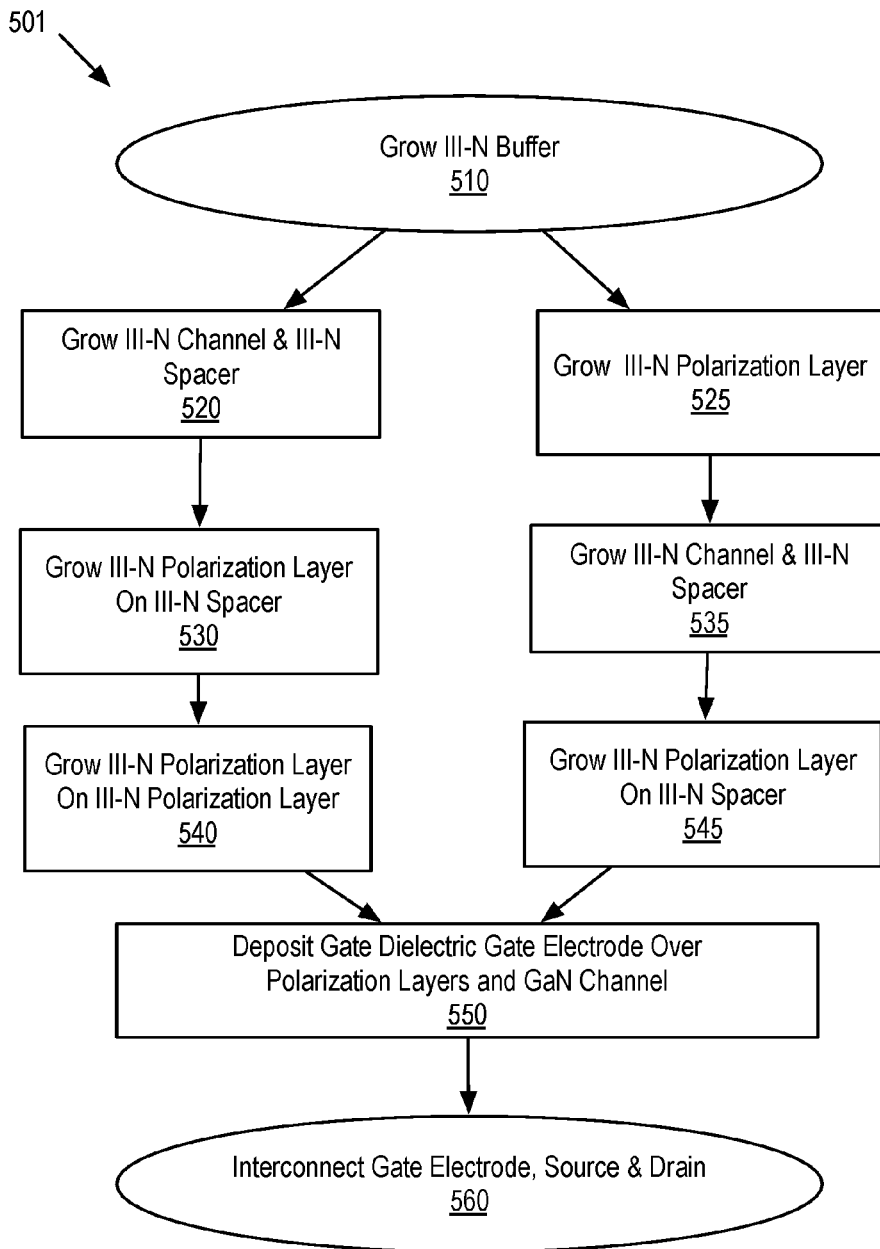 501
Grow III-N Buffer
510
Grow III-N Channel & III-N
Spacer
520
Grow III-N Polarization Layer
525
Grow III-N Polarization Layer
On III-N Spacer
530
Grow III-N Channel & III-N
Spacer
535
Grow III-N Polarization Layer
On III-N Polarization Layer
540
Grow III-N Polarization Layer
On III-N Spacer
545
Deposit Gate Dielectric Gate Electrode Over
Polarization Layers and GaN Channel
550
Interconnect Gate Electrode, Source & Drain
560